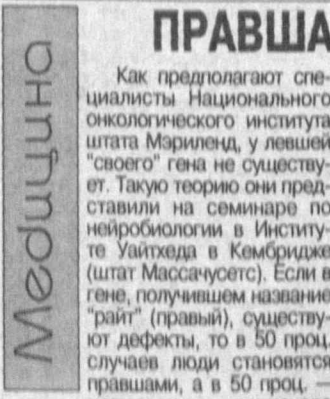 Медицина
ПРАВША
Как предполагают спе-
циалисты Национального
онкологического института
штата Мэриленд, у левшей
"своего" гена не существу-
ет. Такую теорию они пред-
ставили на семинаре по
нейробиологии в Институ-
те Уайтхеда в Кембридже
(штат Массачусетс). Если в
гене, получившем название
"райт" (правый), существу-
ют дефекты, то в 50 проц.
случаев люди становятся
правшами, а в 50 проц. —